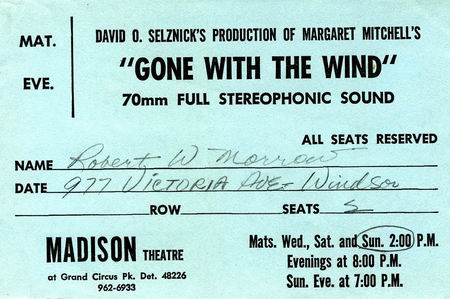 MAT.
EVE.
DAVID O. SELZNICK'S PRODUCTION OF MARGARET MITCHELL'S
"GONE WITH THE WIND"
70mm FULL STEREOPHONIC SOUND
ALL SEATS RESERVED
NAME Robert W Morrow
DATE 977 VICTORIA AVE- Windsor
ROW SEATS
MADISON THEATRE
at Grand Circus Pk. Det. 48226
962-6933
Mats. Wed., Sat. and Sun. 2:00 P.M.
Evenings at 8:00 P.M.
Sun. Eve. at 7:00 P.M.